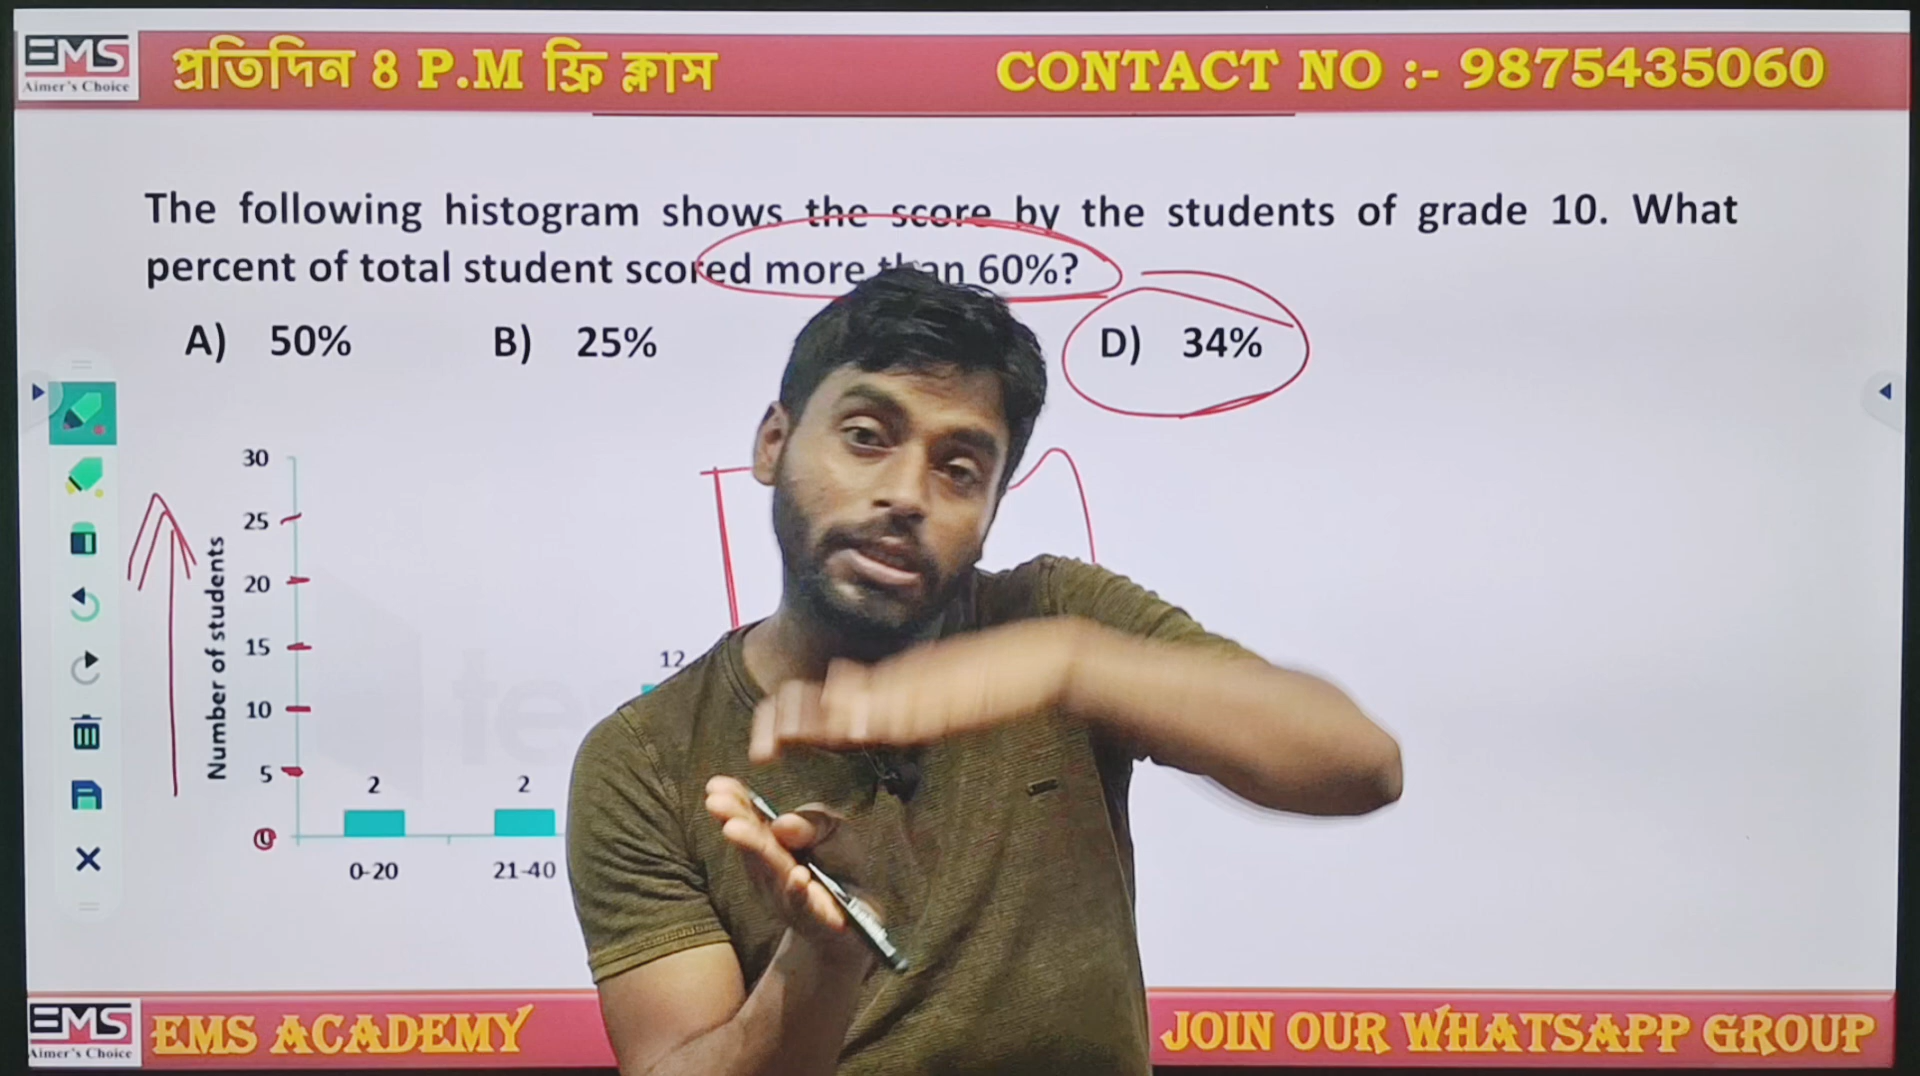 EMS
Aimer's Choice
প্রতিদিন 8 P.M ফ্রি ক্লাস
CONTACT NO :- 9875435060
The following histogram shows the score by the students of grade 10. What
percent of total student scored more than 60%?
A) 50% B) 25% D) 34%
30
25
20
15
10
5
0
Number of students
2
2
12
0-20
21-40
EMS
Aimer's Choice
EMS ACADEMY
JOIN OUR WHATSAPP GROUP